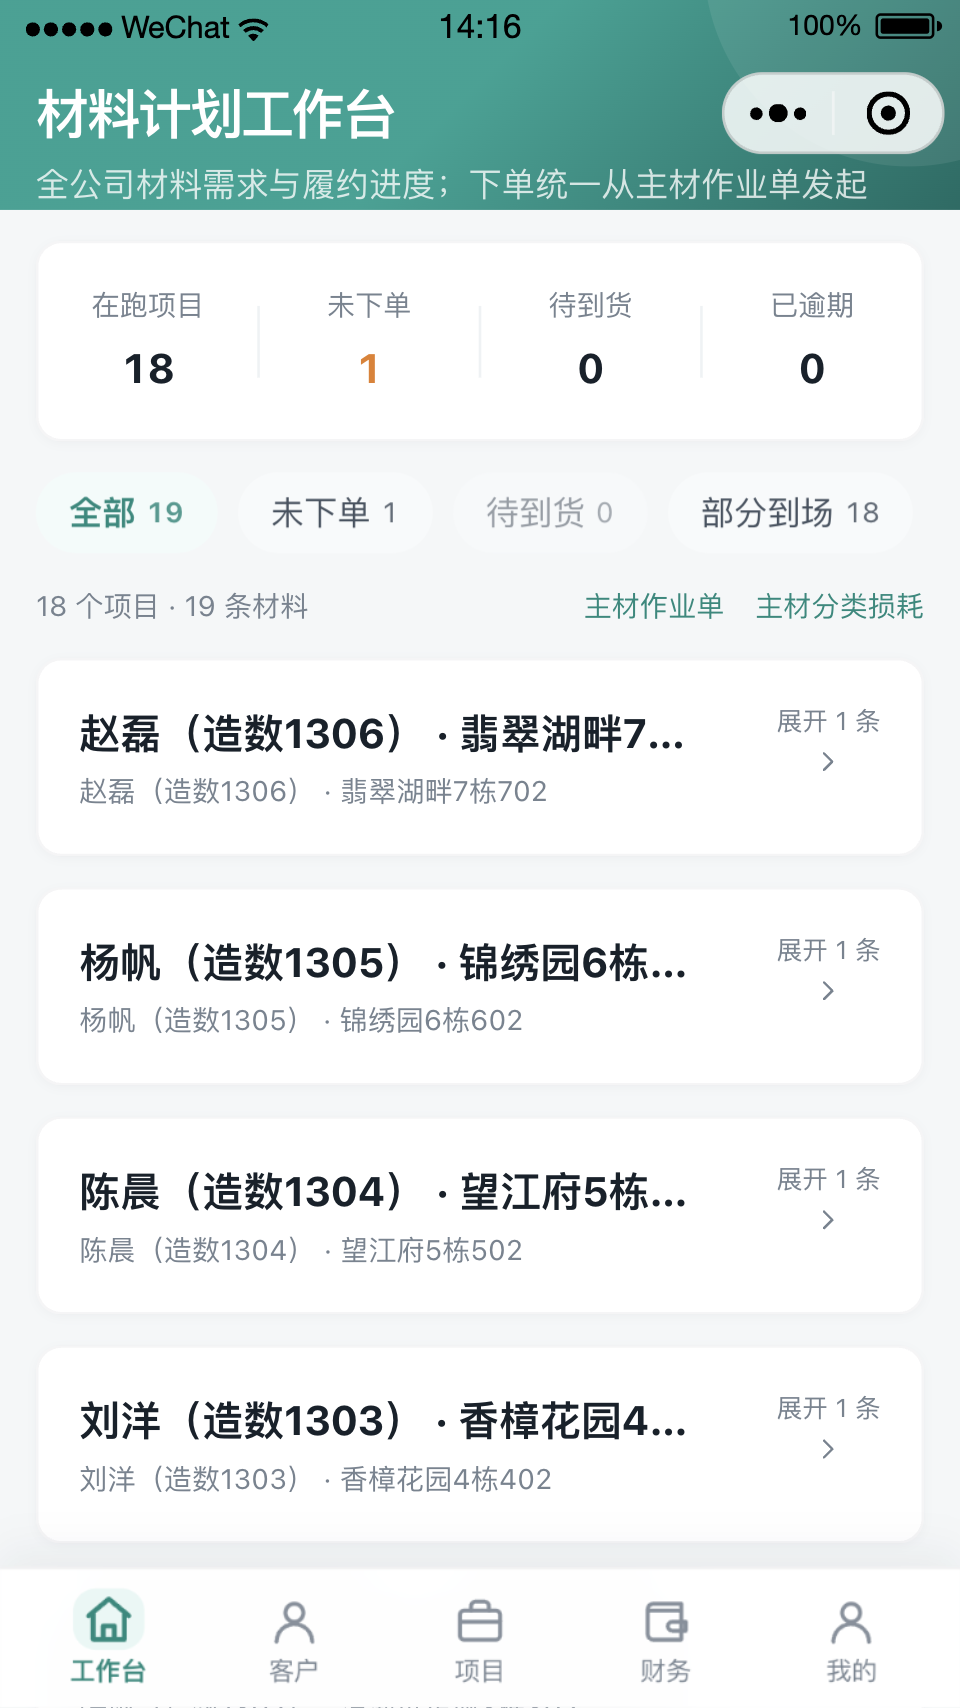 WeChat 14:16 100%
材料计划工作台
全公司材料需求与履约进度；下单统一从主材作业单发起
在跑项目 未下单 待到货 已逾期
18 1 0 0
全部 19 未下单 1 待到货 0 部分到场 18
18 个项目 · 19 条材料 主材作业单 主材分类损耗
赵磊（造数1306） · 翡翠湖畔7... 展开 1 条
赵磊（造数1306） · 翡翠湖畔7栋702
杨帆（造数1305） · 锦绣园6栋... 展开 1 条
杨帆（造数1305） · 锦绣园6栋602
陈晨（造数1304） · 望江府5栋... 展开 1 条
陈晨（造数1304） · 望江府5栋502
刘洋（造数1303） · 香樟花园4... 展开 1 条
刘洋（造数1303） · 香樟花园4栋402
工作台 客户 项目 财务 我的